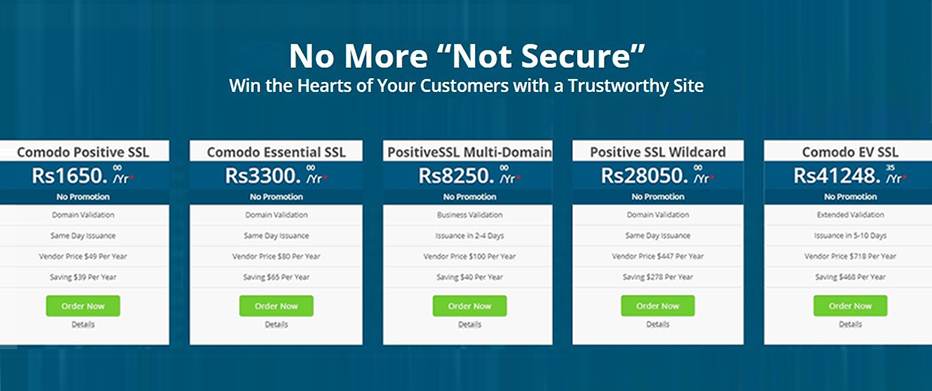 No More “Not Secure”
Win the Hearts of Your Customers with a Trustworthy Site
Comodo Positive SSL
Rs1650.00 /Yr*
No Promotion
Domain Validation
Same Day Issuance
Vendor Price $49 Per Year
Saving $39 Per Year
Order Now
Details
Comodo Essential SSL
Rs3300.00 /Yr*
No Promotion
Domain Validation
Same Day Issuance
Vendor Price $80 Per Year
Saving $65 Per Year
Order Now
Details
PositiveSSL Multi-Domain
Rs8250.00 /Yr*
No Promotion
Business Validation
Issuance in 2-4 Days
Vendor Price $100 Per Year
Saving $40 Per Year
Order Now
Details
Positive SSL Wildcard
Rs28050.00 /Yr*
No Promotion
Domain Validation
Same Day Issuance
Vendor Price $447 Per Year
Saving $278 Per Year
Order Now
Details
Comodo EV SSL
Rs41248.35 /Yr*
No Promotion
Extended Validation
Issuance in 5-10 Days
Vendor Price $718 Per Year
Saving $468 Per Year
Order Now
Details